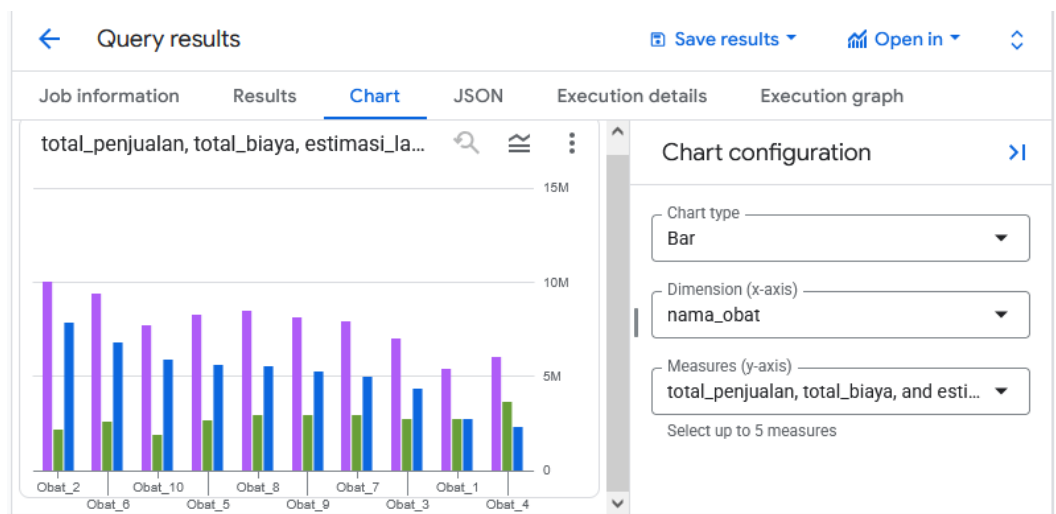 Query results
Save results
Open in
Job information
Results
Chart
JSON
Execution details
Execution graph
total_penjualan, total_biaya, estimasi_la...
15M
10M
5M
0
Obat_2
Obat_6
Obat_10
Obat_5
Obat_8
Obat_9
Obat_7
Obat_3
Obat_1
Obat_4
Chart configuration
Chart type
Bar
Dimension (x-axis)
nama_obat
Measures (y-axis)
total_penjualan, total_biaya, and esti...
Select up to 5 measures